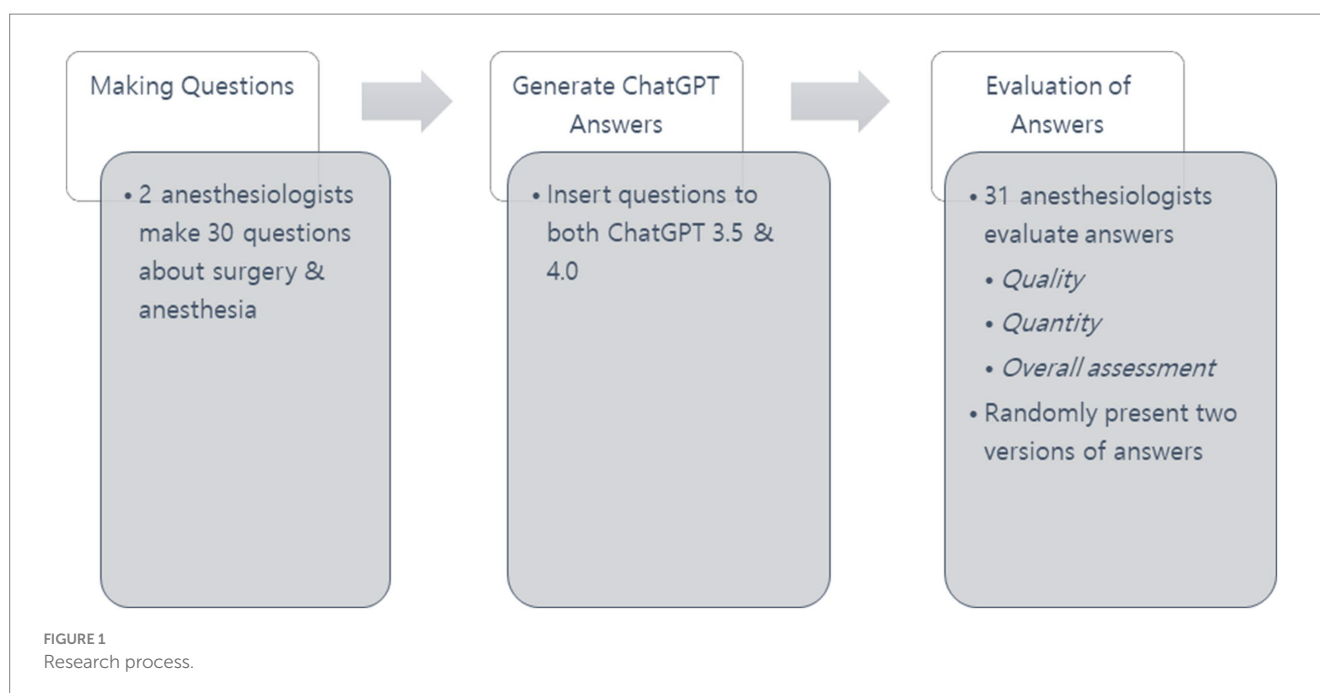 Making Questions
• 2 anesthesiologists
make 30 questions
about surgery &
anesthesia
Generate ChatGPT
Answers
• Insert questions to
both ChatGPT 3.5 &
4.0
Evaluation of
Answers
• 31 anesthesiologists
evaluate answers
• Quality
• Quantity
• Overall assessment
• Randomly present two
versions of answers
FIGURE 1
Research process.